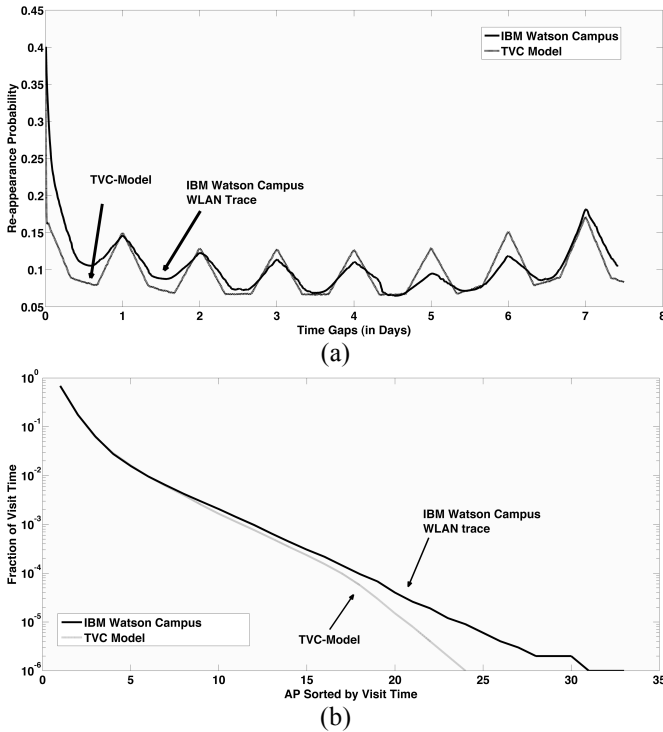 0.45
0.4
0.35
0.3
0.25
0.2
0.15
0.1
0.05
Re-appearance Probability
IBM Watson Campus
TVC Model
TVC-Model
IBM Watson Campus
WLAN Trace
0 1 2 3 4 5 6 7 8
Time Gaps (in Days)
(a)
10^0
10^-1
10^-2
10^-3
10^-4
10^-5
10^-6
Fraction of Visit Time
IBM Watson Campus
WLAN trace
TVC-Model
IBM Watson Campus
TVC Model
0 5 10 15 20 25 30 35
AP Sorted by Visit Time
(b)